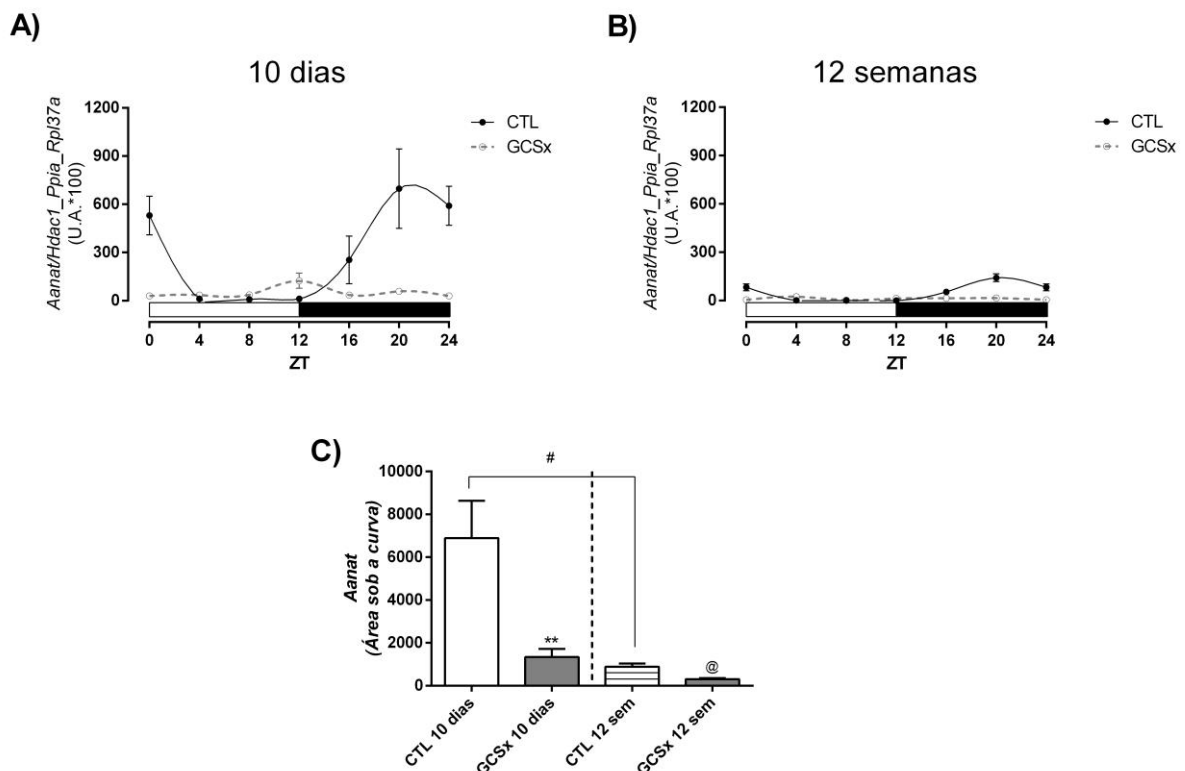 A)
10 dias
Aanat/Hdac1_Ppia_Rpl37a
(U.A.*100)
1200
900
600
300
0
CTL
GCSx
0 4 8 12 16 20 24
ZT
B)
12 semanas
Aanat/Hdac1_Ppia_Rpl37a
(U.A.*100)
1200
900
600
300
0
CTL
GCSx
0 4 8 12 16 20 24
ZT
C)
Aanat
(Área sob a curva)
10000
8000
6000
4000
2000
0
#
**
@
CTL 10 dias
GCSx 10 dias
CTL 12 sem
GCSx 12 sem